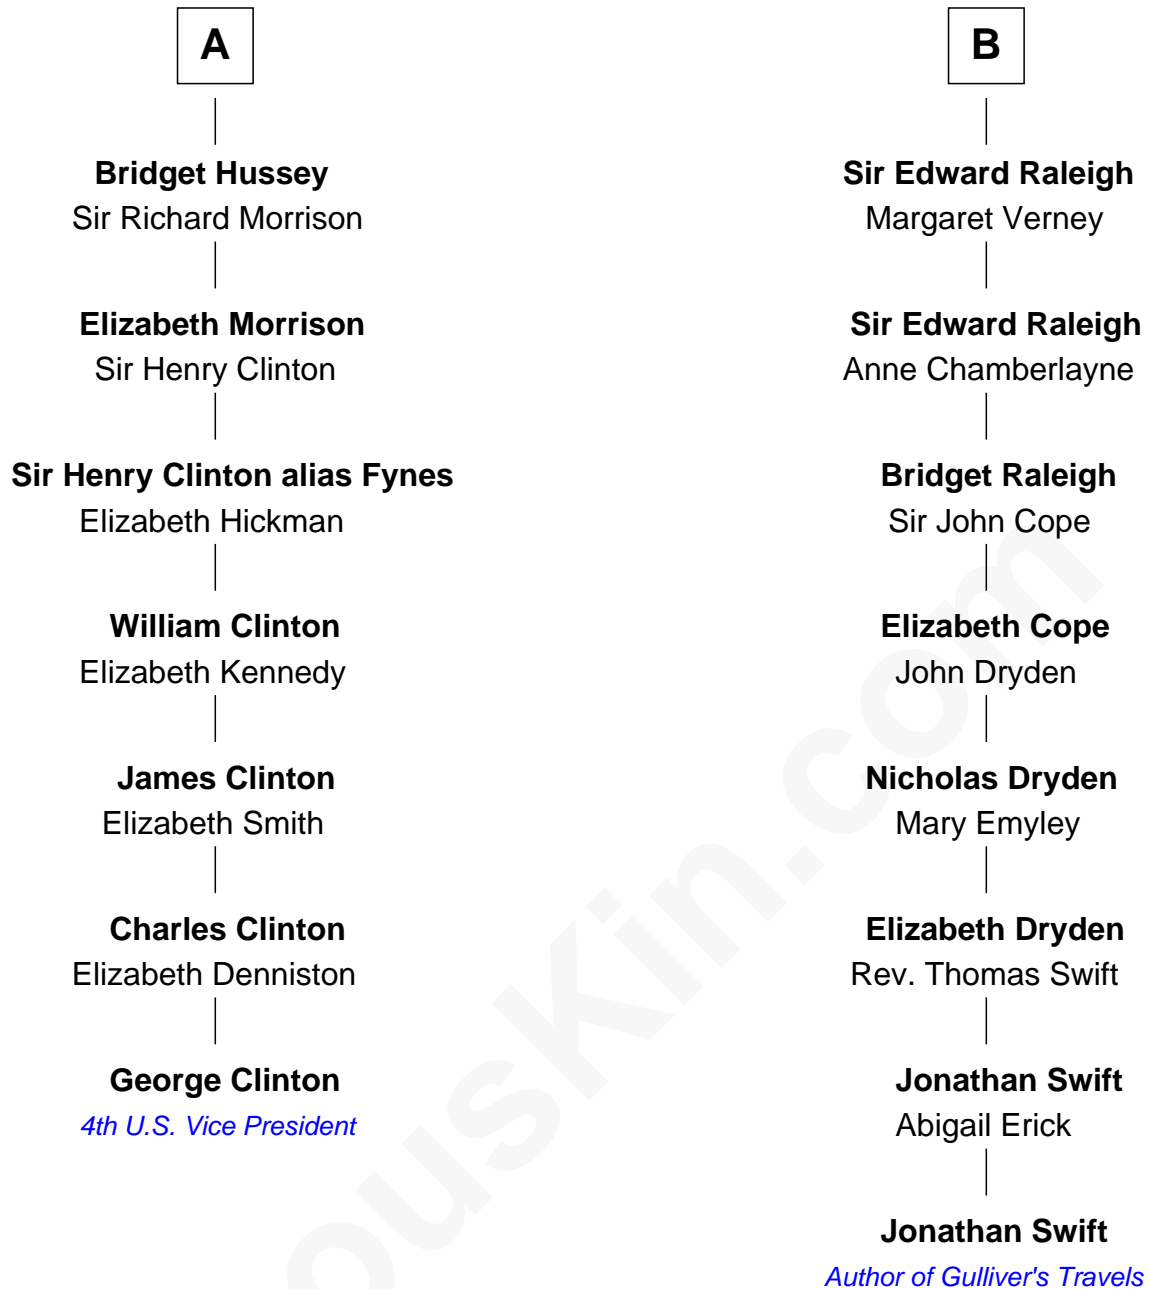 A
Bridget Hussey
Sir Richard Morrison
Elizabeth Morrison
Sir Henry Clinton
Sir Henry Clinton alias Fynes
Elizabeth Hickman
William Clinton
Elizabeth Kennedy
James Clinton
Elizabeth Smith
Charles Clinton
Elizabeth Denniston
George Clinton
4th U.S. Vice President
B
Sir Edward Raleigh
Margaret Verney
Sir Edward Raleigh
Anne Chamberlayne
Bridget Raleigh
Sir John Cope
Elizabeth Cope
John Dryden
Nicholas Dryden
Mary Emyley
Elizabeth Dryden
Rev. Thomas Swift
Jonathan Swift
Abigail Erick
Jonathan Swift
Author of Gulliver's Travels
ousKin.com